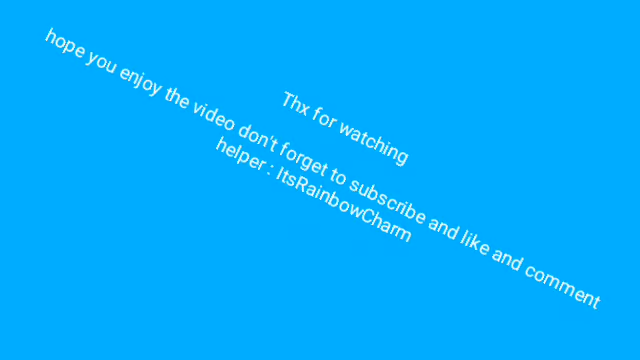 Thx for watching
hope you enjoy the video don't forget to subscribe and like and comment
helper : ItsRainbowCharm